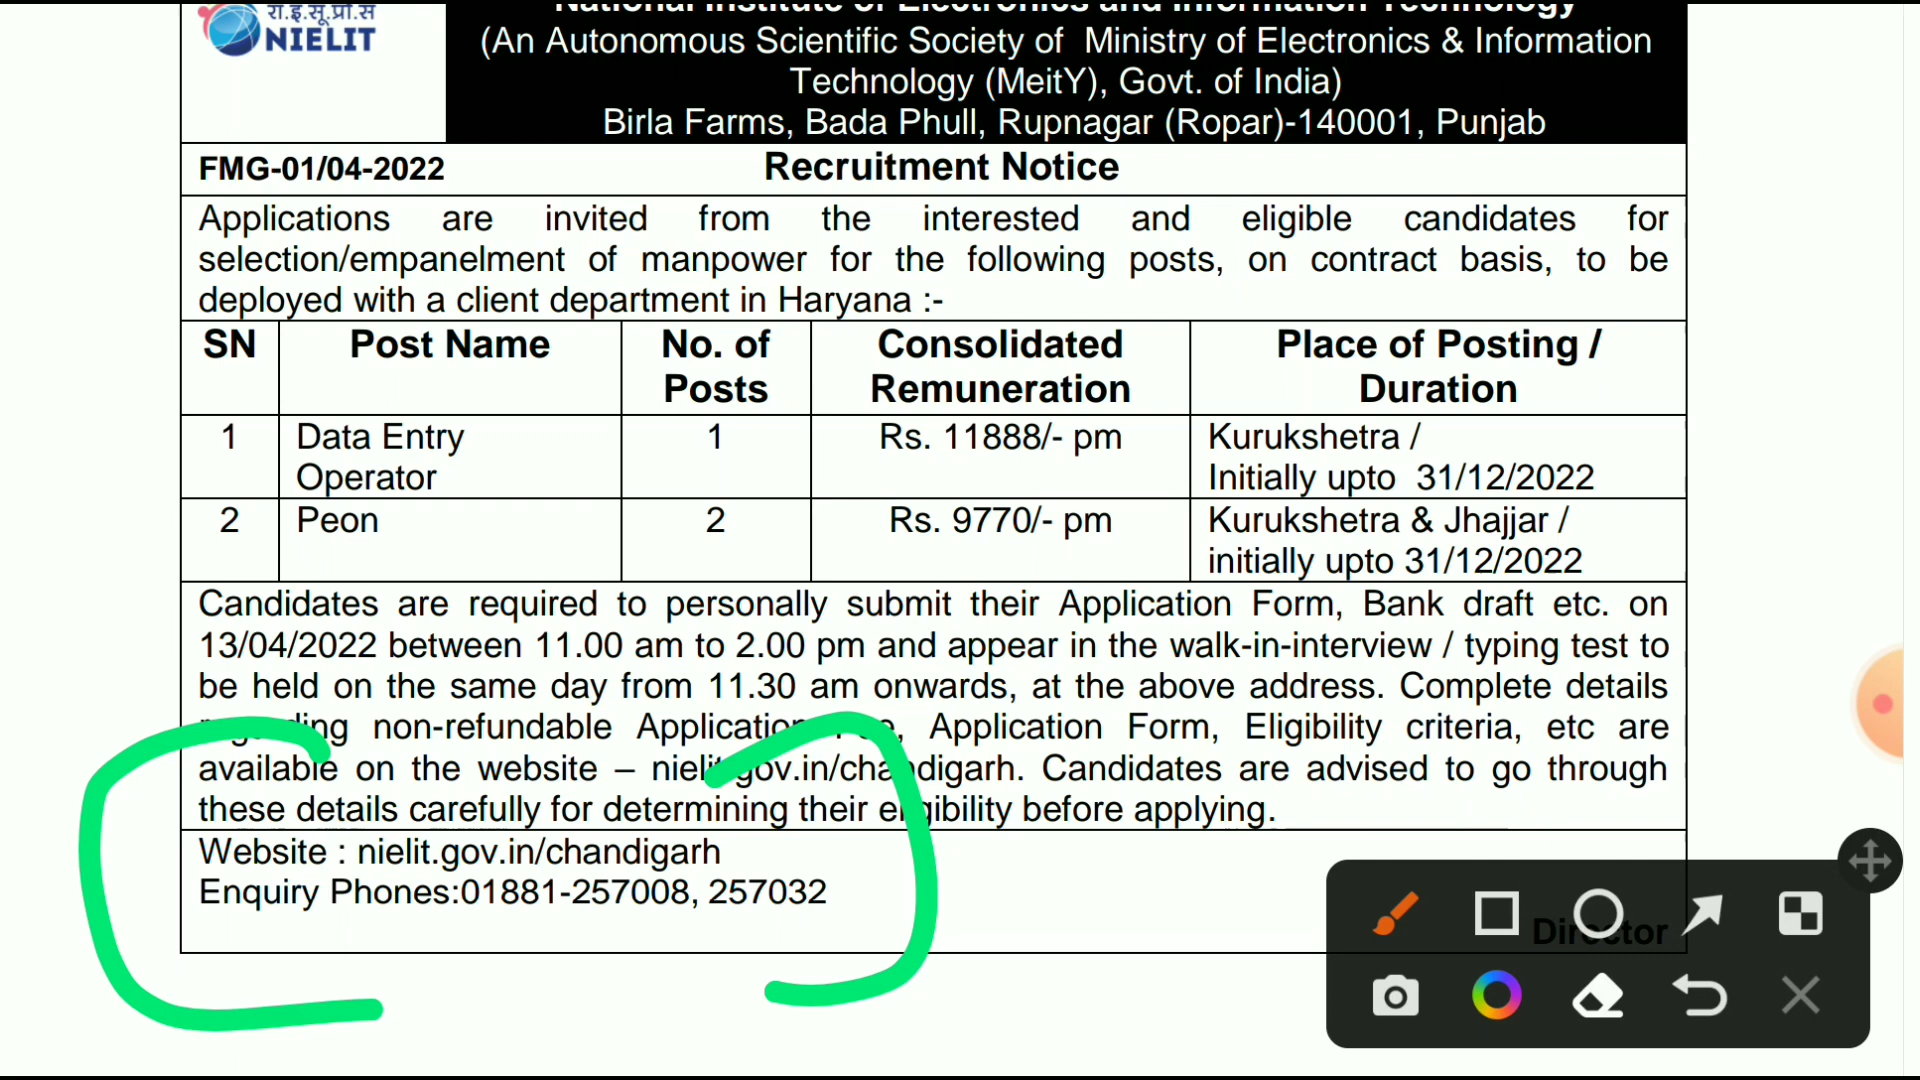 रा.इ.सू.प्रौ.सं
NIELIT
National Institute of Electronics and Information Technology
(An Autonomous Scientific Society of Ministry of Electronics & Information
Technology (MeitY), Govt. of India)
Birla Farms, Bada Phull, Rupnagar (Ropar)-140001, Punjab
FMG-01/04-2022 Recruitment Notice
Applications are invited from the interested and eligible candidates for
selection/empanelment of manpower for the following posts, on contract basis, to be
deployed with a client department in Haryana :-
SN Post Name No. of Posts Consolidated Remuneration Place of Posting / Duration
1 Data Entry Operator 1 Rs. 11888/- pm Kurukshetra / Initially upto 31/12/2022
2 Peon 2 Rs. 9770/- pm Kurukshetra & Jhajjar / initially upto 31/12/2022
Candidates are required to personally submit their Application Form, Bank draft etc. on
13/04/2022 between 11.00 am to 2.00 pm and appear in the walk-in-interview / typing test to
be held on the same day from 11.30 am onwards, at the above address. Complete details
regarding non-refundable Application Fee, Application Form, Eligibility criteria, etc are
available on the website – nielit.gov.in/chandigarh. Candidates are advised to go through
these details carefully for determining their eligibility before applying.
Website : nielit.gov.in/chandigarh
Enquiry Phones:01881-257008, 257032
Director